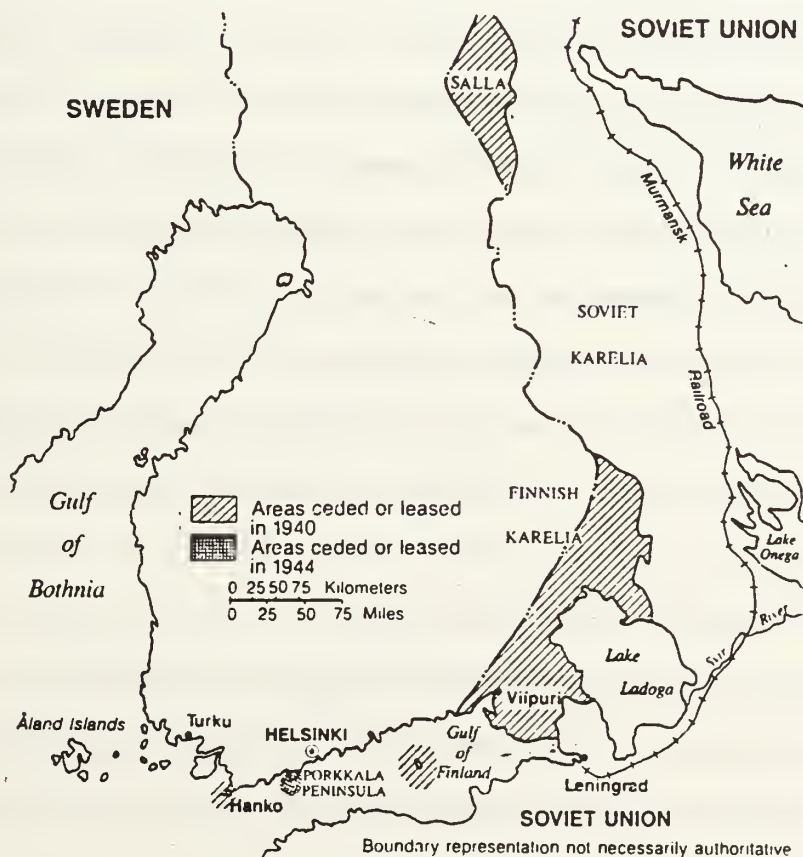 SOVIET UNION
SWEDEN
SALLA
White
Sea
Murmansk
Railroad
SOVIET
KARELIA
Gulf
of
Bothnia
Areas ceded or leased
in 1940
Areas ceded or leased
in 1944
0 25 50 75 Kilometers
0 25 50 75 Miles
FINNISH
KARELIA
Lake
Onega
Svir River
Lake
Ladoga
Viipuri
Åland Islands
Turku
HELSINKI
Gulf
of
Finland
PORKKALA
PENINSULA
Hanko
Leningrad
SOVIET UNION
Boundary representation not necessarily authoritative